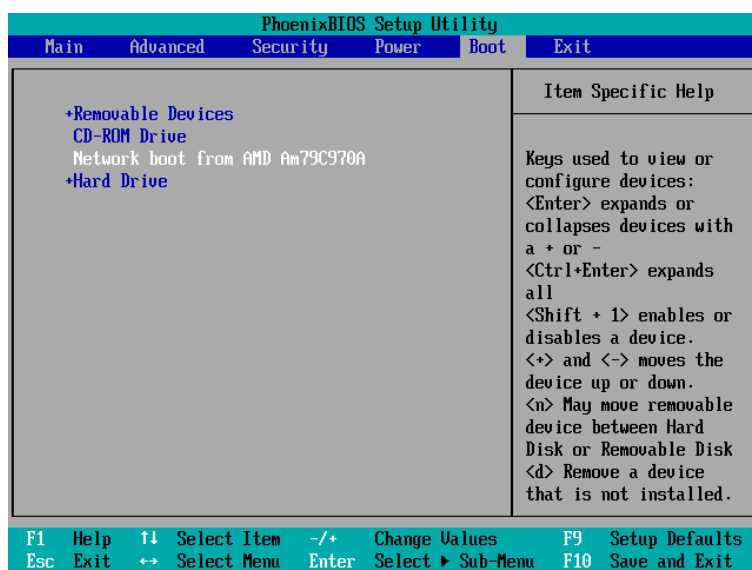 PhoenixBIOS Setup Utility
Main Advanced Security Power Boot Exit
+Removable Devices
CD-ROM Drive
Network boot from AMD Am79C970A
+Hard Drive
Item Specific Help
Keys used to view or
configure devices:
<Enter> expands or
collapses devices with
a + or -
<Ctrl+Enter> expands
all
<Shift + 1> enables or
disables a device.
<+> and <-> moves the
device up or down.
<n> May move removable
device between Hard
Disk or Removable Disk
<d> Remove a device
that is not installed.
F1 Help ↑↓ Select Item -/+ Change Values F9 Setup Defaults
Esc Exit ↔ Select Menu Enter Select ▶ Sub-Menu F10 Save and Exit